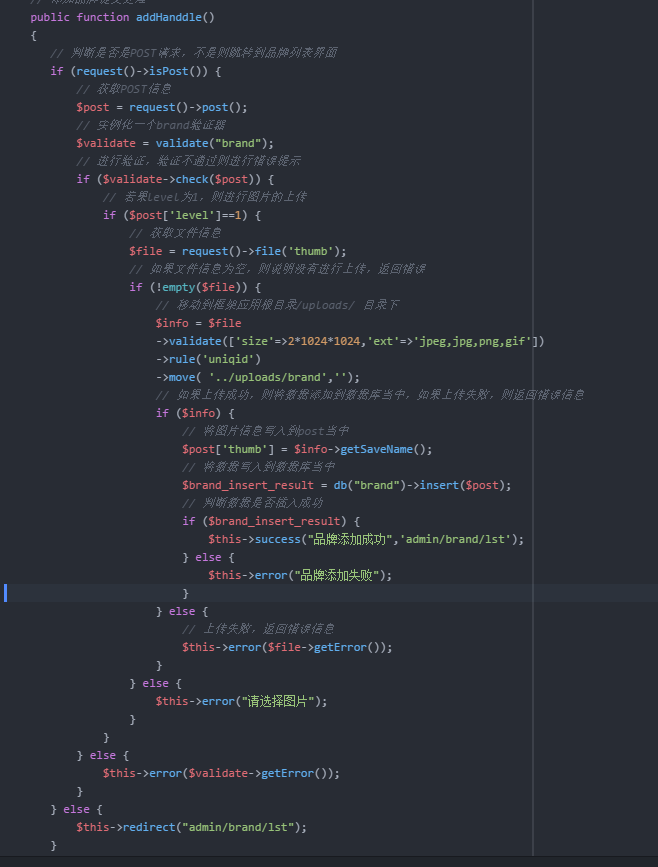 public function addHanddle()
{
// 判断是否是POST请求，不是则跳转到品牌列表界面
if (request()->isPost()) {
// 获取POST信息
$post = request()->post();
// 实例化一个brand验证器
$validate = validate("brand");
// 进行验证，验证不通过则进行错误提示
if ($validate->check($post)) {
// 若果level为1，则进行图片的上传
if ($post['level']==1) {
// 获取文件信息
$file = request()->file('thumb');
// 如果文件信息为空，则说明没有进行上传，返回错误
if (!empty($file)) {
// 移动到框架应用根目录/uploads/ 目录下
$info = $file
->validate(['size'=>2*1024*1024,'ext'=>'jpeg,jpg,png,gif'])
->rule('uniqid')
->move( '../uploads/brand','');
// 如果上传成功，则将数据添加到数据库当中，如果上传失败，则返回错误信息
if ($info) {
// 将图片信息写入到post当中
$post['thumb'] = $info->getSaveName();
// 将数据写入到数据库当中
$brand_insert_result = db("brand")->insert($post);
// 判断数据是否插入成功
if ($brand_insert_result) {
$this->success("品牌添加成功",'admin/brand/lst');
} else {
$this->error("品牌添加失败");
}
} else {
// 上传失败，返回错误信息
$this->error($file->getError());
}
} else {
$this->error("请选择图片");
}
}
} else {
$this->error($validate->getError());
}
} else {
$this->redirect("admin/brand/lst");
}